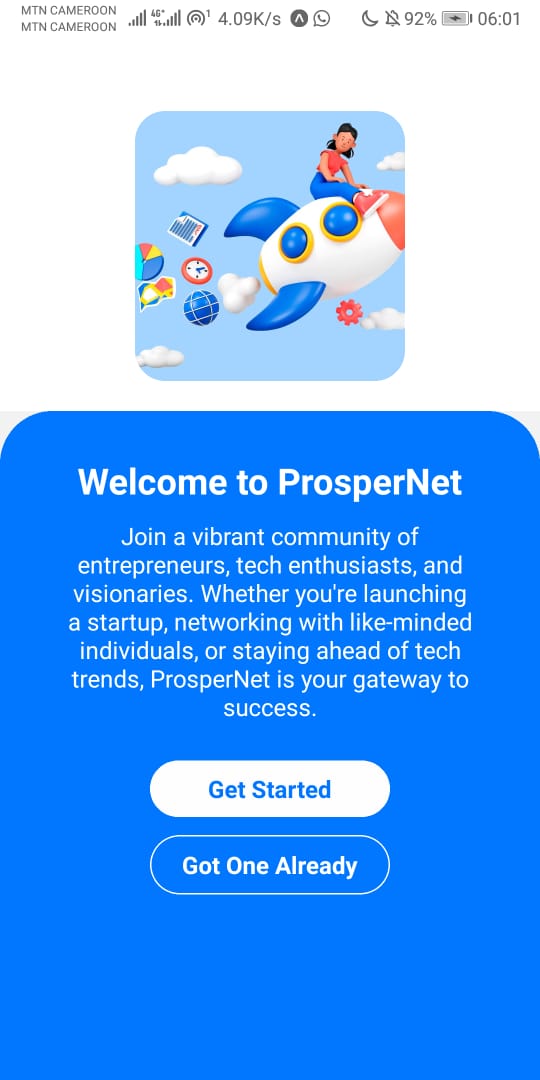 MTN CAMEROON
MTN CAMEROON
4G+ 1 4.09K/s 92% 06:01
Welcome to ProsperNet
Join a vibrant community of
entrepreneurs, tech enthusiasts, and
visionaries. Whether you're launching
a startup, networking with like-minded
individuals, or staying ahead of tech
trends, ProsperNet is your gateway to
success.
Get Started
Got One Already